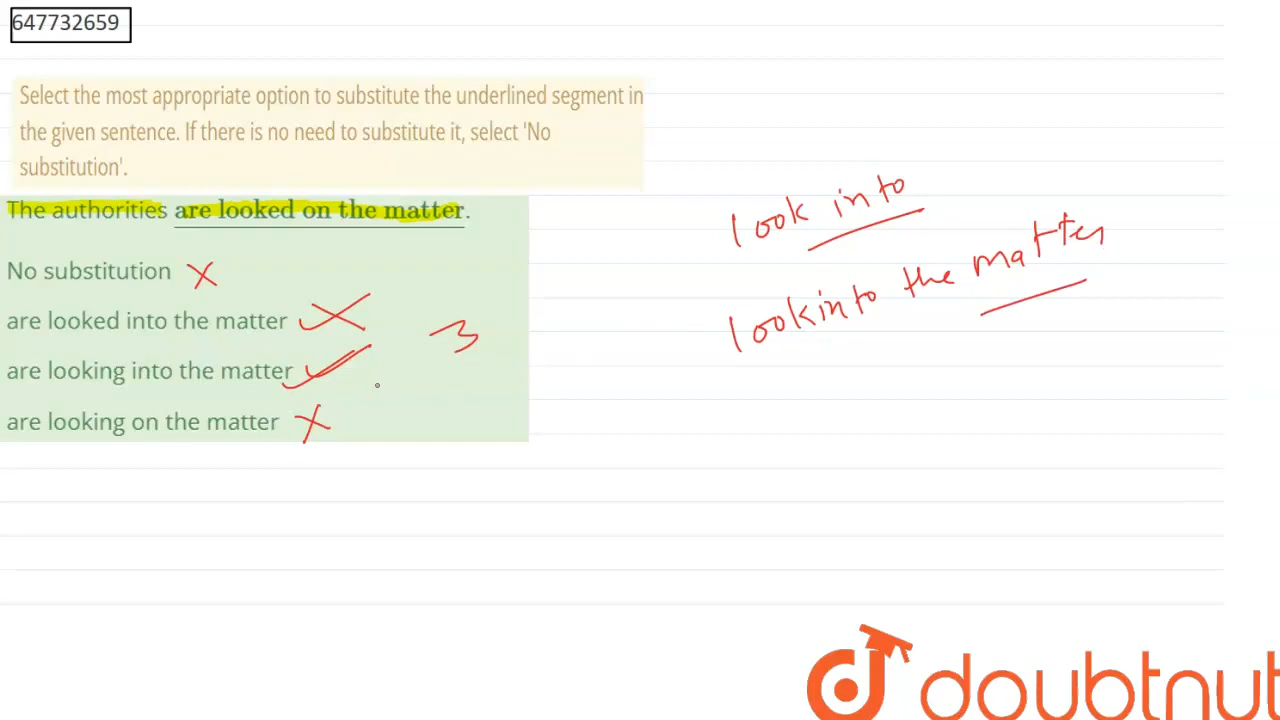 647732659
Select the most appropriate option to substitute the underlined segment in
the given sentence. If there is no need to substitute it, select 'No
substitution'.
The authorities are looked on the matter.
No substitution
are looked into the matter
are looking into the matter
are looking on the matter
3
look into
look into the matter
doubtnut